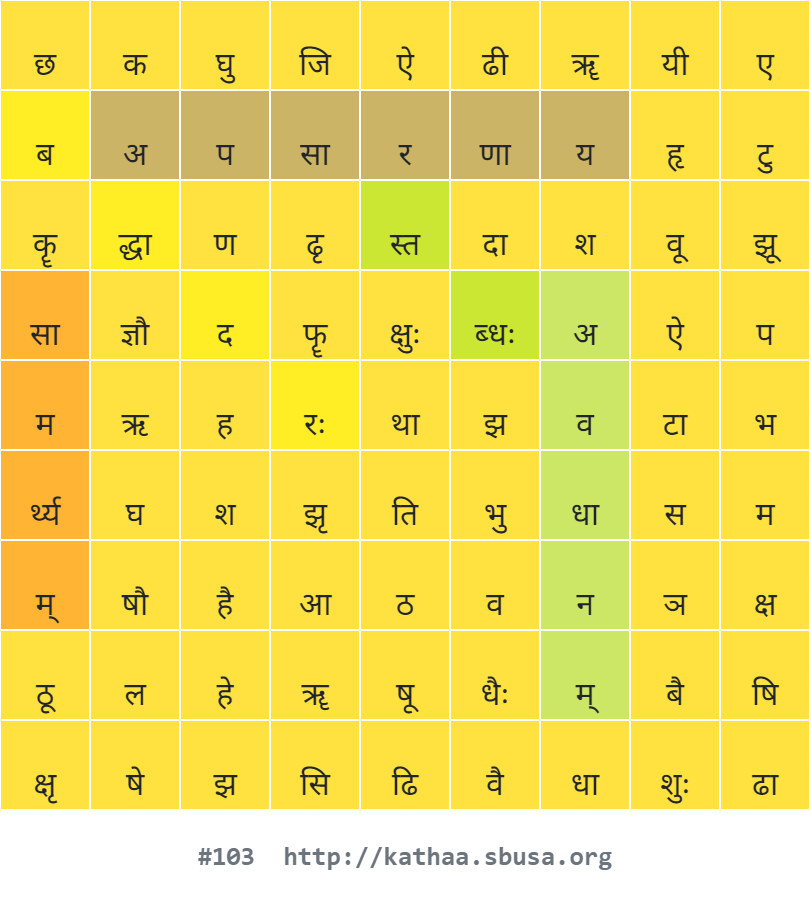 छ क घु जि ऐ ढी ॠ यी ए
ब अ प सा र णा य हृ टु
कॄ द्धा ण ढृ स्त दा श वू झू
सा ज्ञौ द फॄ क्षुः ब्धः अ ऐ प
म ऋ ह रः था झ व टा भ
र्थ्य घ श झृ ति भु धा स म
म् षौ है आ ठ व न ञ क्ष
ठू ल हे ॠ षू धैः म् बै षि
क्षृ षे झ सि ढि वै धा शुः ढा
#103 http://kathaa.sbusa.org